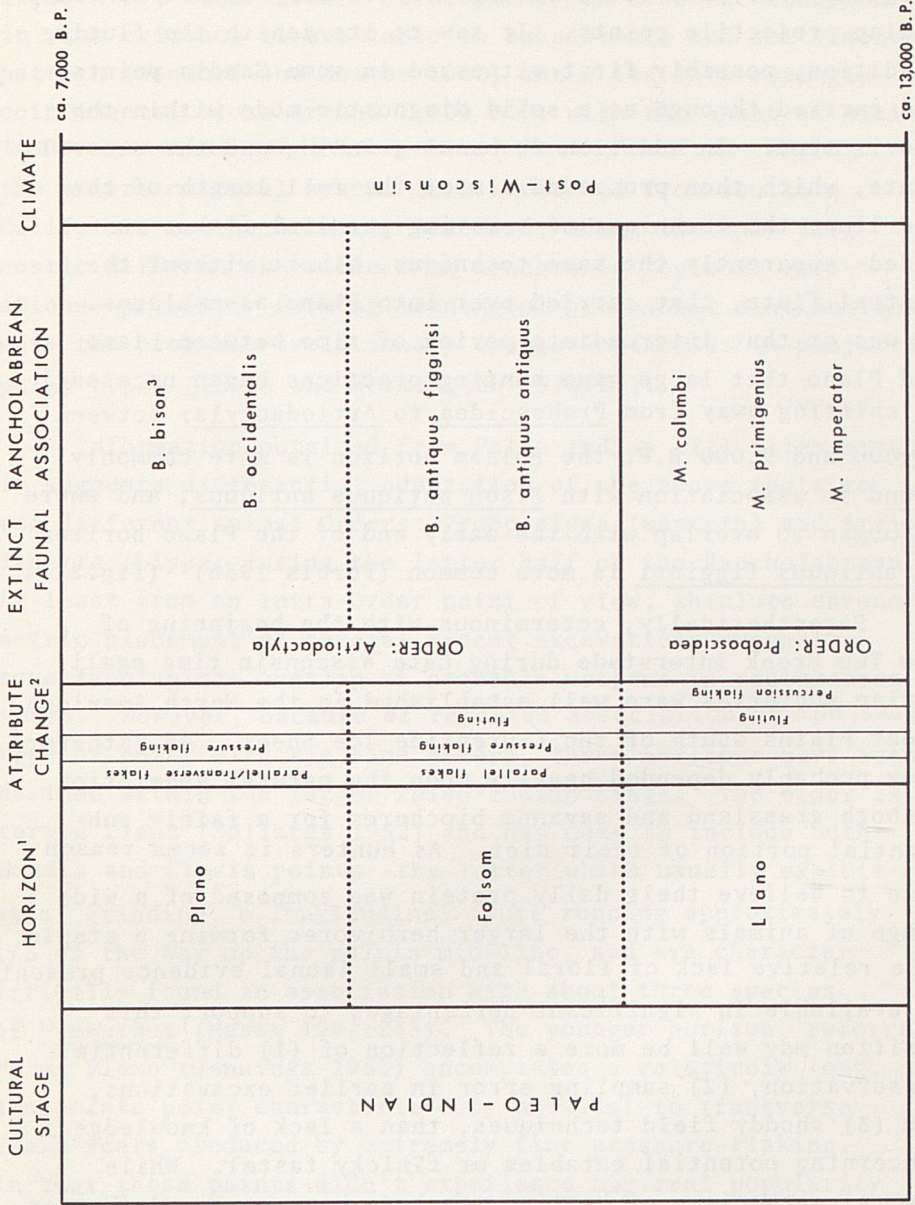 CULTURAL
STAGE
HORIZON¹
ATTRIBUTE
CHANGE²
EXTINCT RANCHOLABREAN
FAUNAL ASSOCIATION
CLIMATE
ca. 7,000 B.P.
PALEO-INDIAN
Plano
Parallel/Transverse flakes
Pressure flaking
ORDER: Artiodactyla
B. bison³
B. occidentallis
Folsom
Parallel flakes
Pressure flaking
Fluting
B. antiquus figginsi
B. antiquus antiquus
Llano
Fluting
Percussion flaking
ORDER: Proboscidea
M. columbi
M. primigenius
M. imperator
Post-Wisconsin
ca. 13,000 B.P.